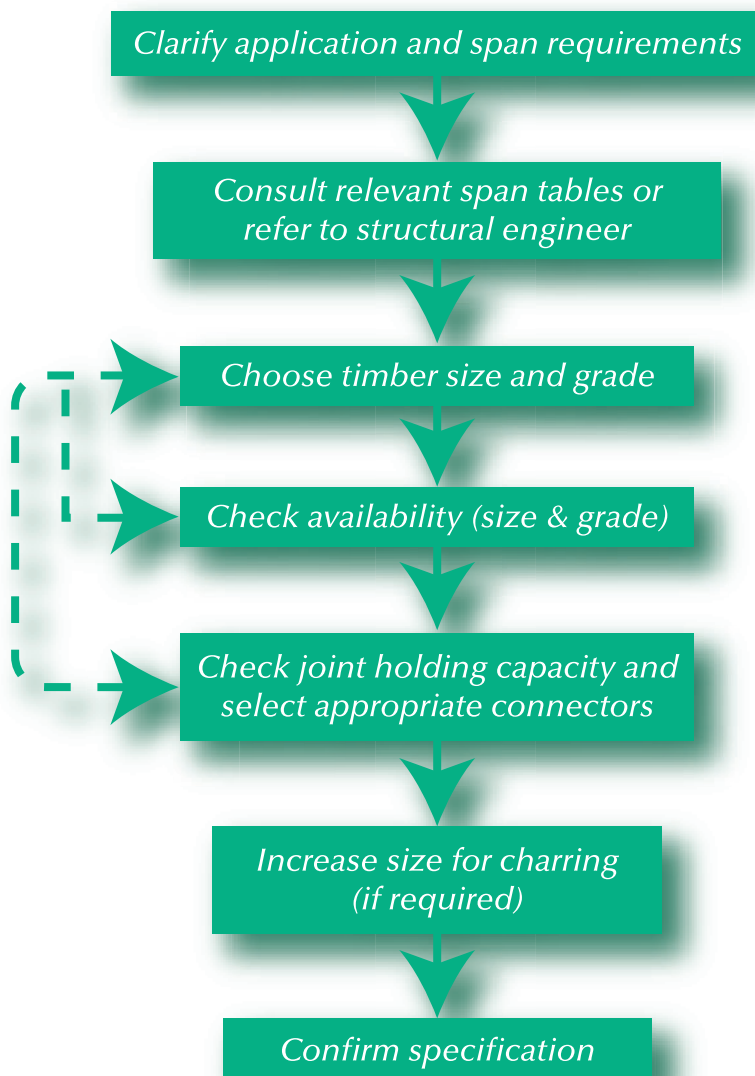 Clarify application and span requirements
Consult relevant span tables or
refer to structural engineer
Choose timber size and grade
Check availability (size & grade)
Check joint holding capacity and
select appropriate connectors
Increase size for charring
(if required)
Confirm specification